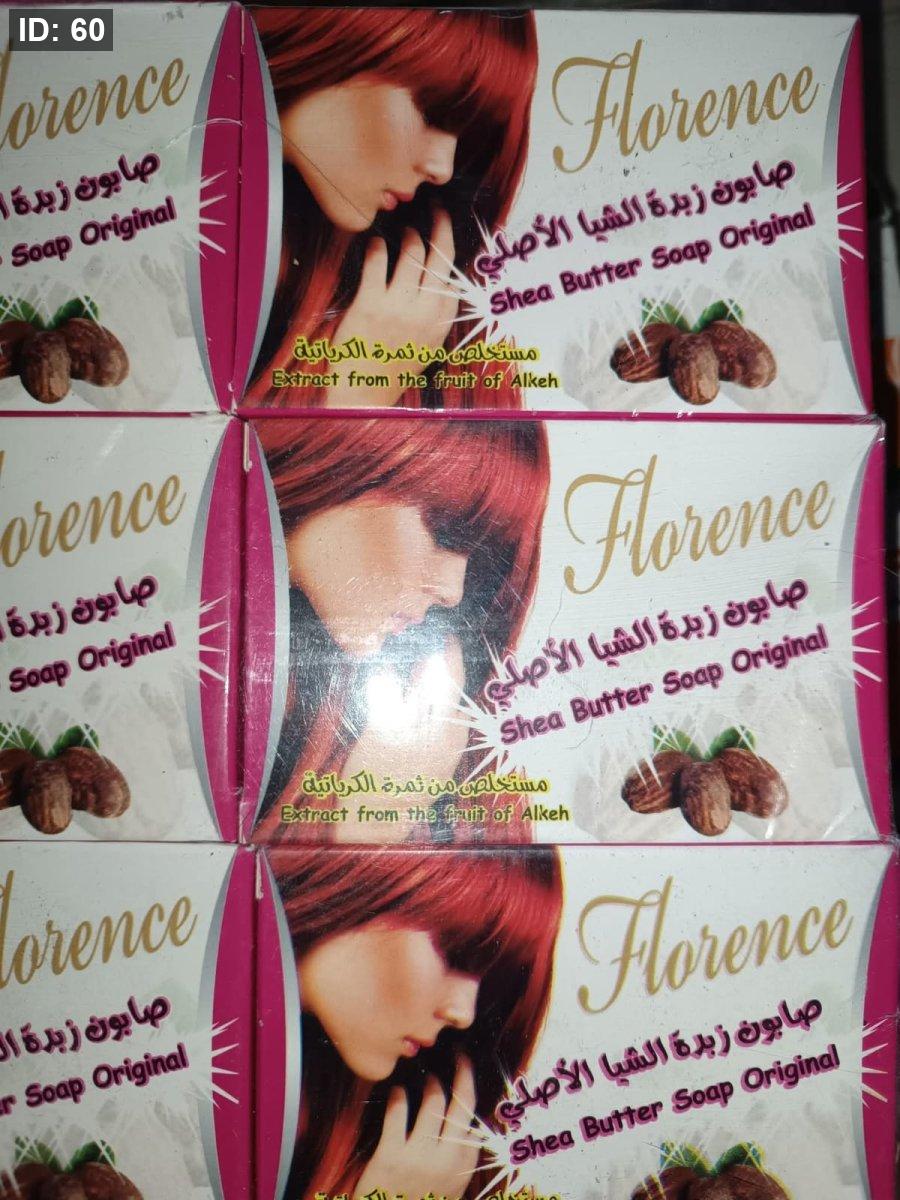 ID: 60
lorence
صابون زبدة ا
Soap Original
Florence
صابون زبدة الشيا الأصلي
Shea Butter Soap Original
مستخلص من ثمرة الكرياتية
Extract from the fruit of Alkeh
orence
صابون زبدة ا
Soap Original
Florence
صابون زبدة الشيا الأصلي
Shea Butter Soap Original
مستخلص من ثمرة الكرياتية
Extract from the fruit of Alkeh
lorence
صابون زبدة ال
r Soap Original
Florence
صابون زبدة الشيا الأصلي
Shea Butter Soap Original